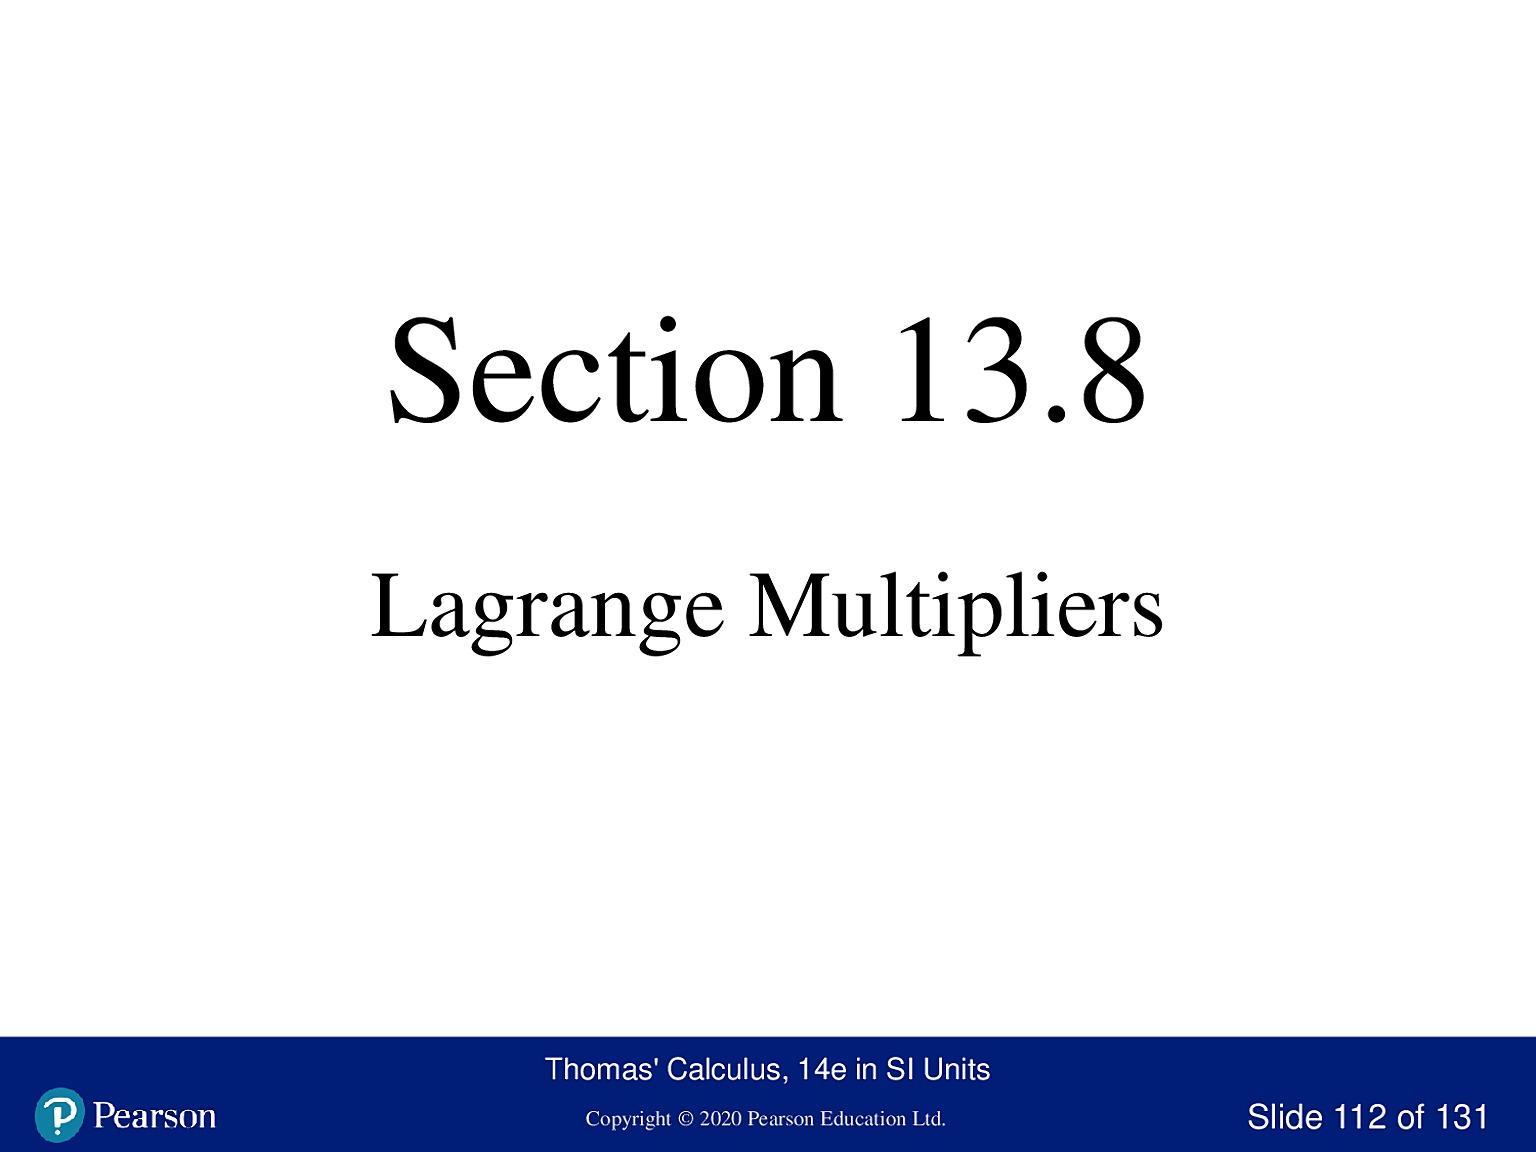 Section 13.8
Lagrange Multipliers
Thomas' Calculus, 14e in SI Units
Pearson
Copyright © 2020 Pearson Education Ltd.
Slide 112 of 131